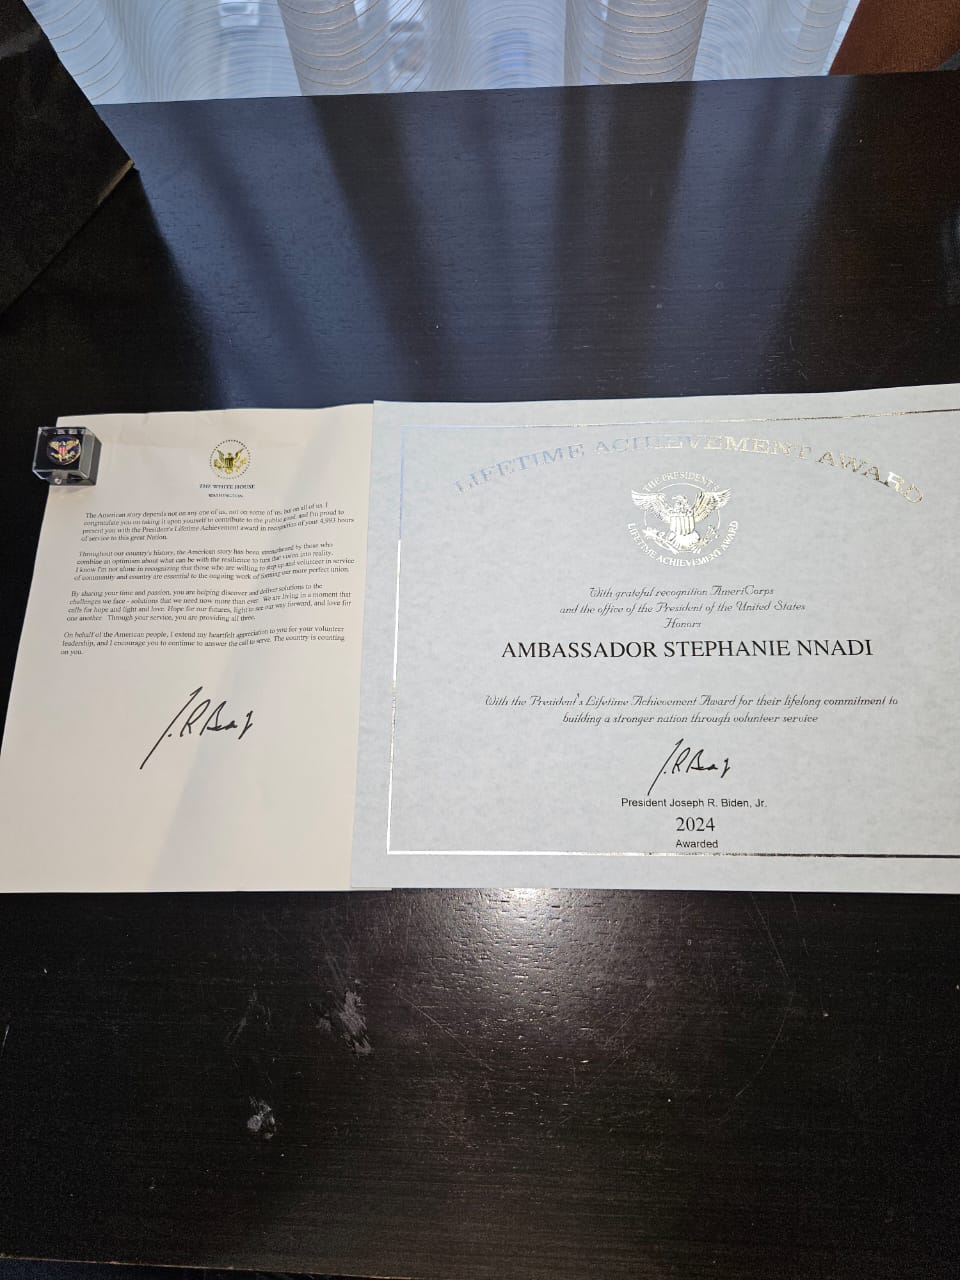 THE WHITE HOUSE
WASHINGTON
The American story depends not on any one of us, not on some of us, but on all of us. I
congratulate you on taking it upon yourself to contribute to the public good, and I'm proud to
present you with the President's Lifetime Achievement award in recognition of your 4,993 hours
of service to this great Nation.
Throughout our country's history, the American story has been strengthened by those who
combine an optimism about what can be with the resilience to turn that vision into reality.
I know I'm not alone in recognizing that those who are willing to step up and volunteer in service
of community and country are essential to the ongoing work of forming our more perfect union.
By sharing your time and passion, you are helping discover and deliver solutions to the
challenges we face - solutions that we need now more than ever. We are living in a moment that
calls for hope and light and love. Hope for our futures, light to see our way forward, and love for
one another. Through your service, you are providing all three.
On behalf of the American people, I extend my heartfelt appreciation to you for your volunteer
leadership, and I encourage you to continue to answer the call to serve. The country is counting
on you.
LIFETIME ACHIEVEMENT AWARD
THE PRESIDENT'S
LIFETIME ACHIEVEMENT AWARD
With grateful recognition AmeriCorps
and the office of the President of the United States
Honors
AMBASSADOR STEPHANIE NNADI
With the President's Lifetime Achievement Award for their lifelong commitment to
building a stronger nation through volunteer service
President Joseph R. Biden, Jr.
2024
Awarded